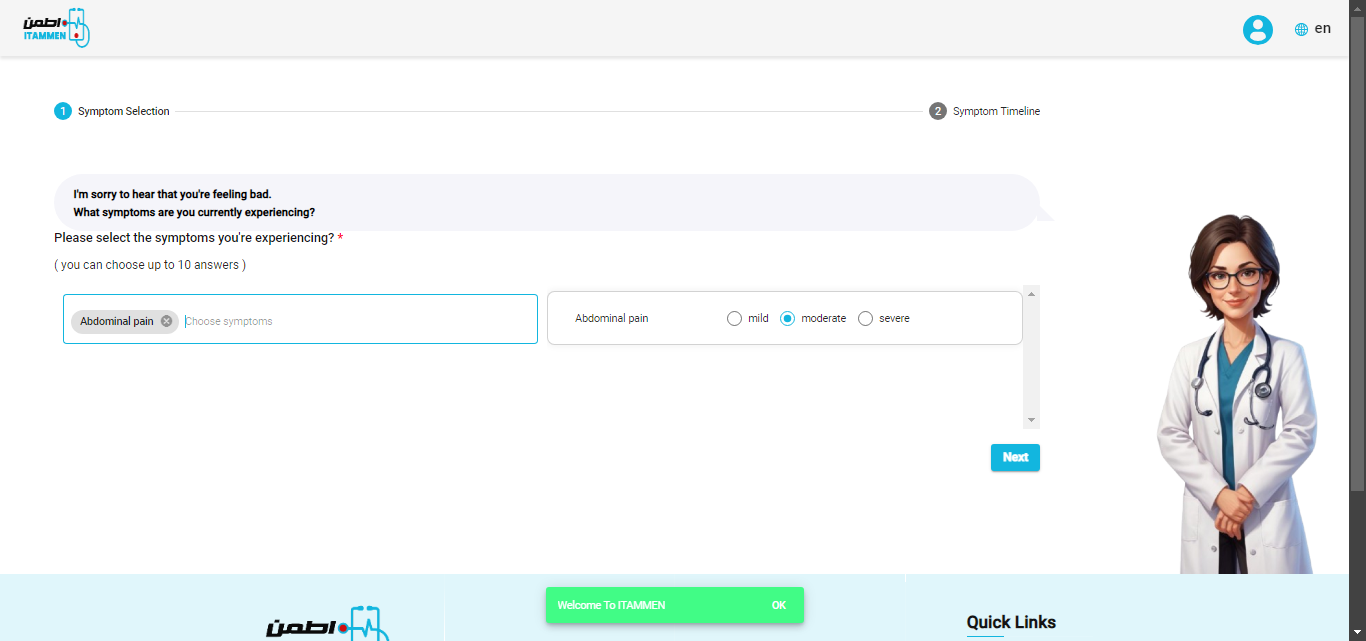 اطمن
ITAMMEN
en
1 Symptom Selection
2 Symptom Timeline
I'm sorry to hear that you're feeling bad.
What symptoms are you currently experiencing?
Please select the symptoms you're experiencing? *
( you can choose up to 10 answers )
Abdominal pain Choose symptoms
Abdominal pain mild moderate severe
Next
Welcome To ITAMMEN OK
اطمن
Quick Links